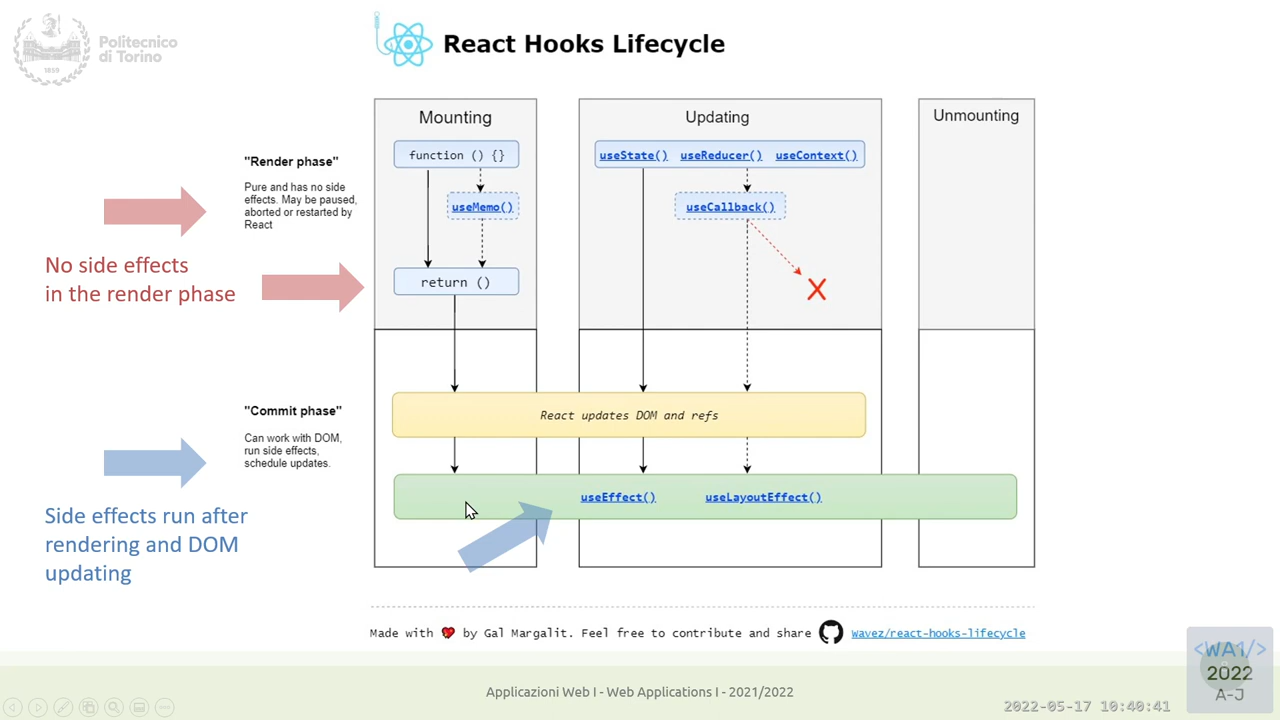 Politecnico
di Torino
1859
React Hooks Lifecycle
Mounting
Updating
Unmounting
"Render phase"
Pure and has no side
effects. May be paused,
aborted or restarted by
React
function () {}
useState() useReducer() useContext()
useMemo()
useCallback()
No side effects
in the render phase
return ()
X
"Commit phase"
Can work with DOM,
run side effects,
schedule updates.
React updates DOM and refs
useEffect() useLayoutEffect()
Side effects run after
rendering and DOM
updating
Made with by Gal Margalit. Feel free to contribute and share Wavez/react-hooks-lifecycle
Applicazioni Web I - Web Applications I - 2021/2022
<WA1/>
2022
A-J
2022-05-17 10:40:41